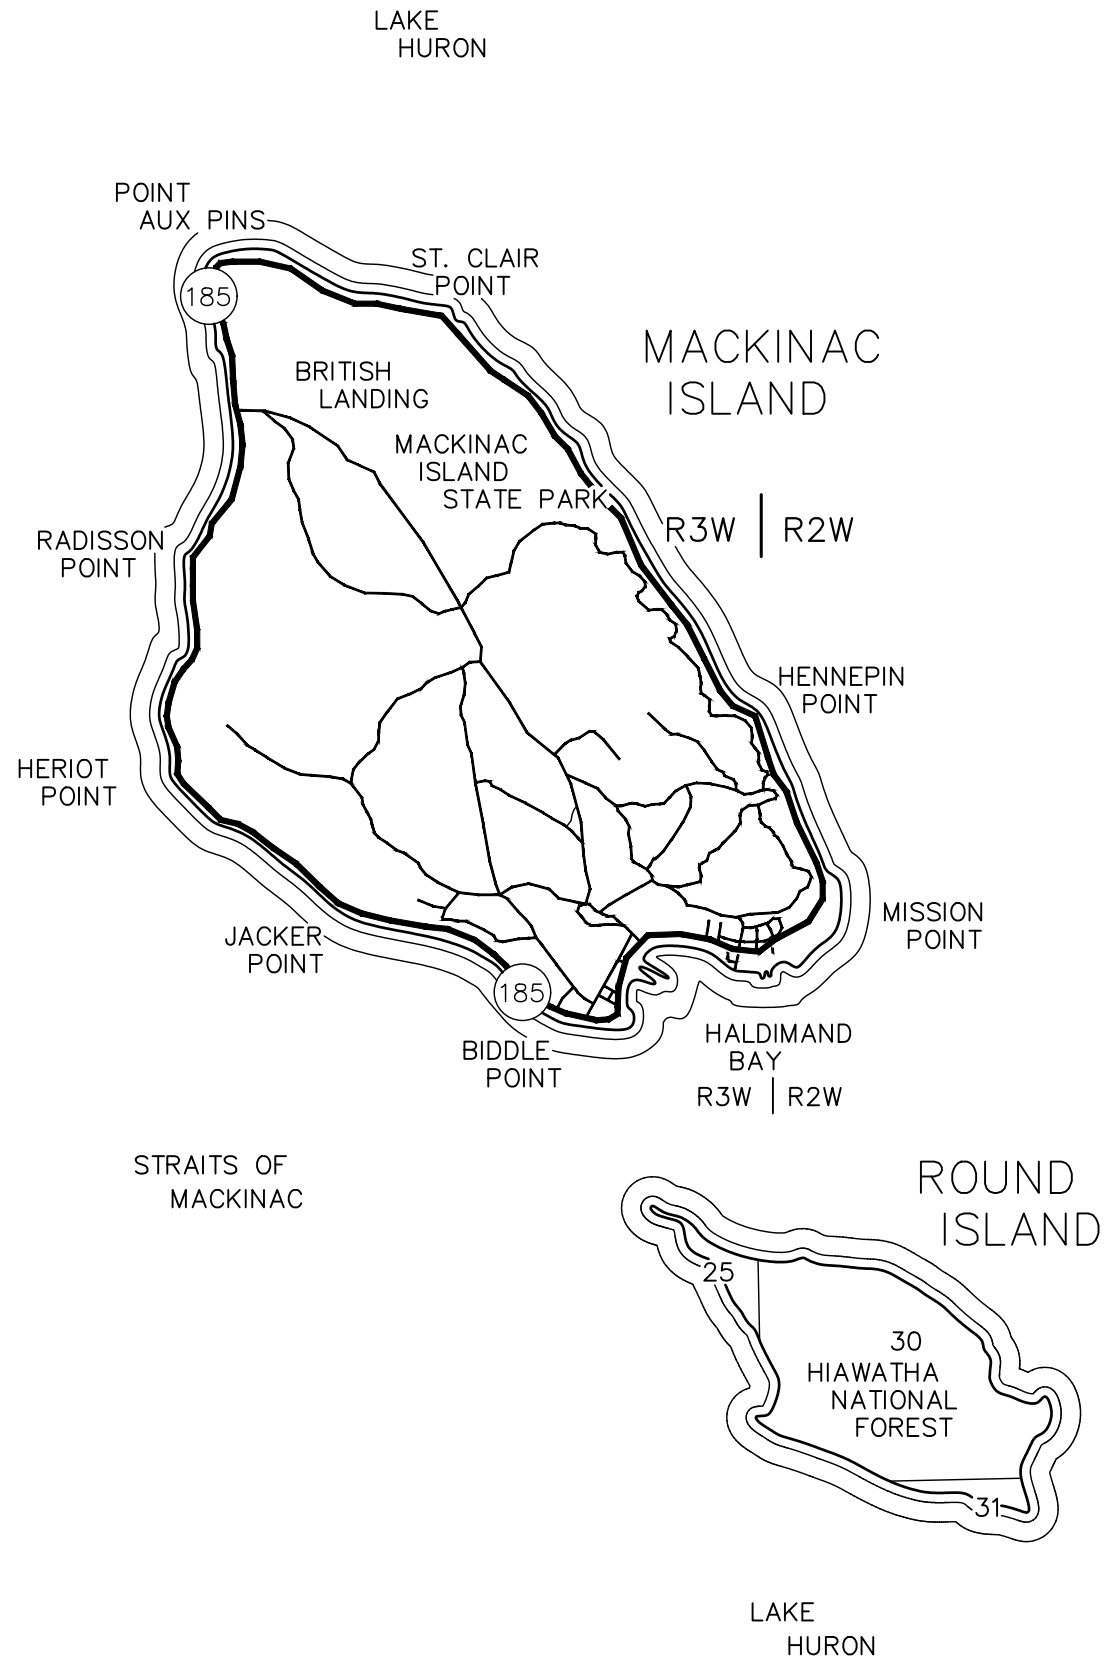 LAKE
HURON
POINT
AUX PINS
ST. CLAIR
POINT
185
MACKINAC
ISLAND
BRITISH
LANDING
MACKINAC
ISLAND
STATE PARK
R3W | R2W
RADISSON
POINT
HENNEPIN
POINT
HERIOT
POINT
MISSION
POINT
JACKER
POINT
185
BIDDLE
POINT
HALDIMAND
BAY
R3W | R2W
STRAITS OF
MACKINAC
ROUND
ISLAND
25
30
HIAWATHA
NATIONAL
FOREST
31
LAKE
HURON